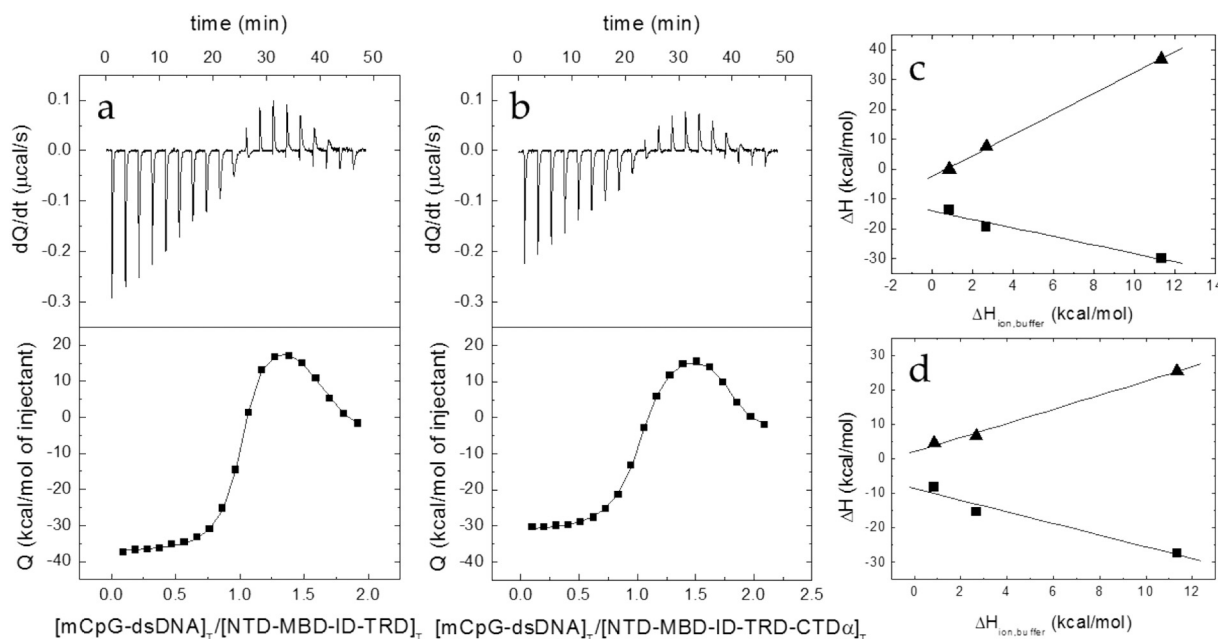 time (min)
0 10 20 30 40 50
a
0.1
0.0
-0.1
-0.2
-0.3
dQ/dt (μcal/s)
20
10
0
-10
-20
-30
-40
Q (kcal/mol of injectant)
0.0 0.5 1.0 1.5 2.0
[mCpG-dsDNA]T/[NTD-MBD-ID-TRD]T
time (min)
0 10 20 30 40 50
b
0.1
0.0
-0.1
-0.2
-0.3
dQ/dt (μcal/s)
20
10
0
-10
-20
-30
-40
Q (kcal/mol of injectant)
0.0 0.5 1.0 1.5 2.0 2.5
[mCpG-dsDNA]T/[NTD-MBD-ID-TRD-CTDα]T
c
40
30
20
10
0
-10
-20
-30
ΔH (kcal/mol)
-2 0 2 4 6 8 10 12 14
ΔHion,buffer (kcal/mol)
d
30
20
10
0
-10
-20
-30
ΔH (kcal/mol)
0 2 4 6 8 10 12
ΔHion,buffer (kcal/mol)